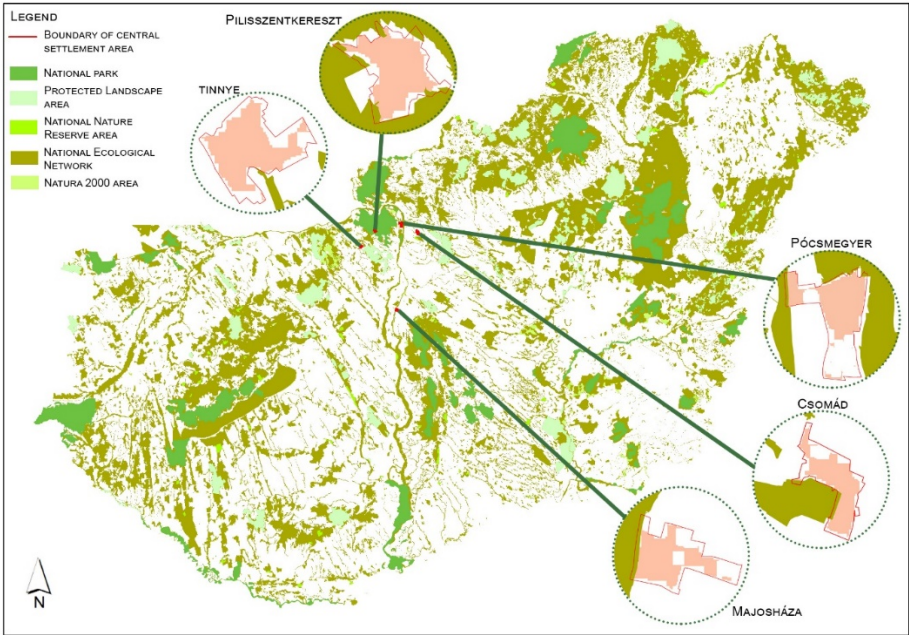 LEGEND
BOUNDARY OF CENTRAL
SETTLEMENT AREA
NATIONAL PARK
PROTECTED LANDSCAPE
AREA
NATIONAL NATURE
RESERVE AREA
NATIONAL ECOLOGICAL
NETWORK
NATURA 2000 AREA
PILISSZENTKERESZT
TINNYE
PÓCSMEGYER
CSOMÁD
MAJOSHÁZA
N